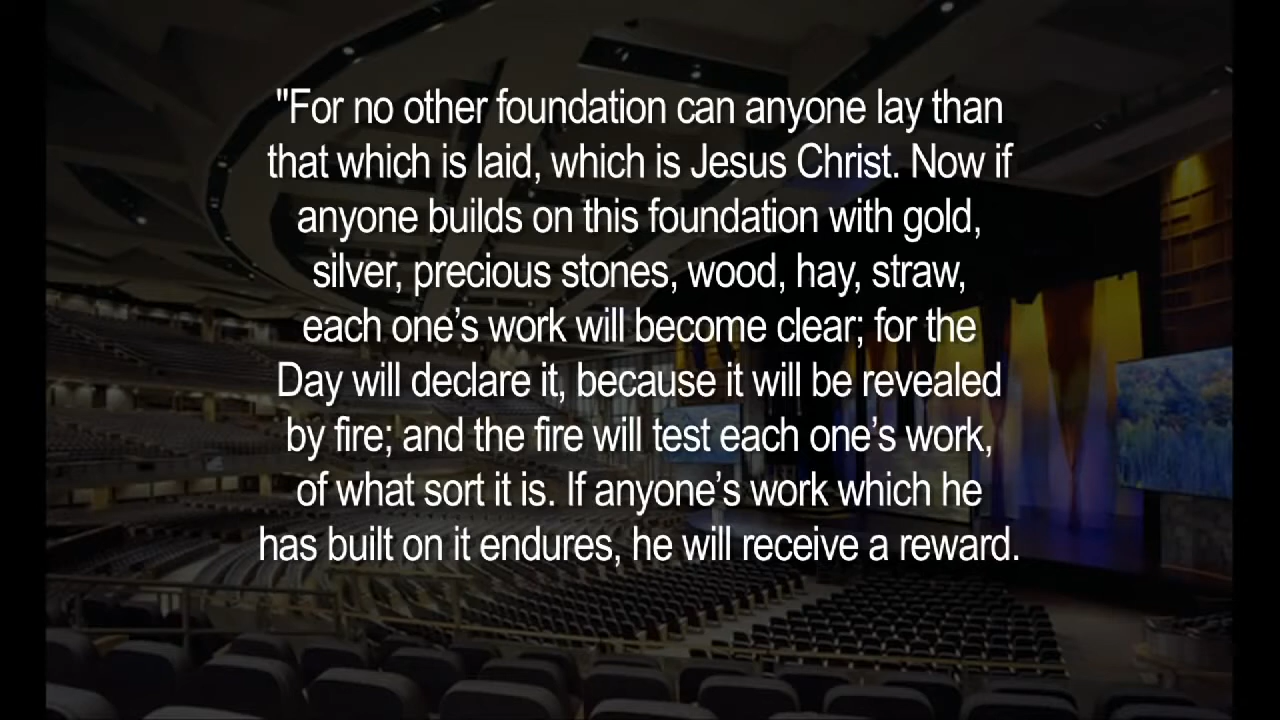 "For no other foundation can anyone lay than
that which is laid, which is Jesus Christ. Now if
anyone builds on this foundation with gold,
silver, precious stones, wood, hay, straw,
each one’s work will become clear; for the
Day will declare it, because it will be revealed
by fire; and the fire will test each one’s work,
of what sort it is. If anyone’s work which he
has built on it endures, he will receive a reward.